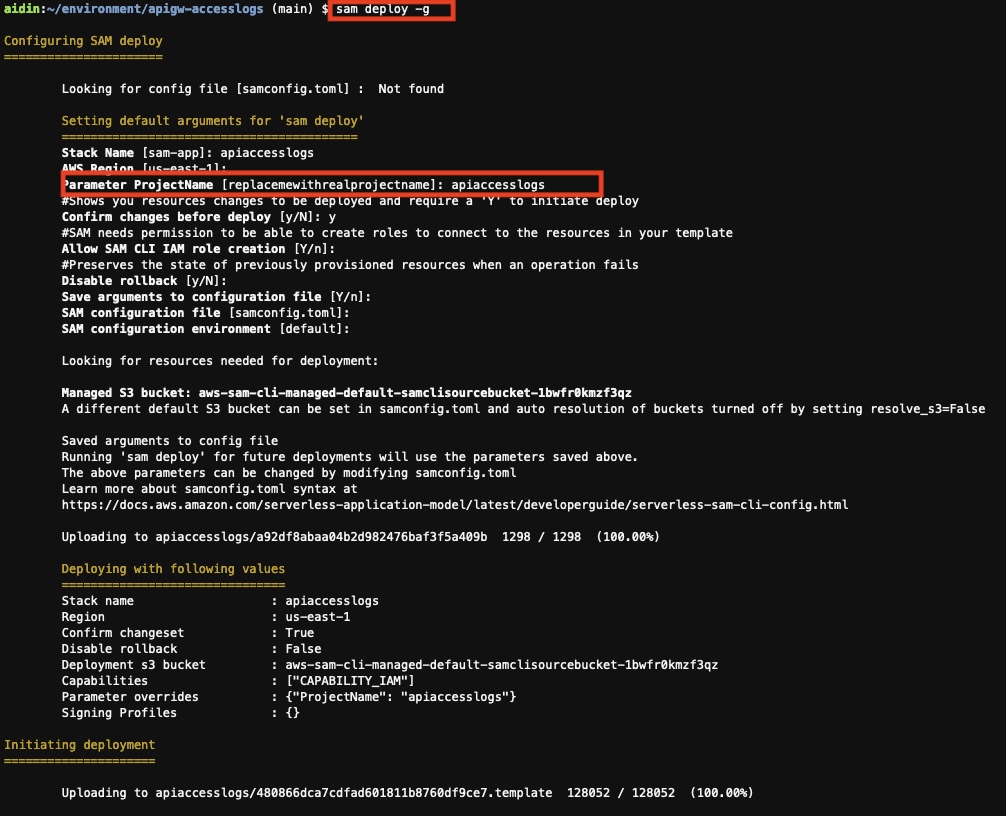 aidin:~/environment/apigw-accesslogs (main) $ sam deploy -g
Configuring SAM deploy
======================
Looking for config file [samconfig.toml] :  Not found
Setting default arguments for 'sam deploy'
=========================================
Stack Name [sam-app]: apiaccesslogs
AWS Region [us-east-1]:
Parameter ProjectName [replacemewithrealprojectname]: apiaccesslogs
#Shows you resources changes to be deployed and require a 'Y' to initiate deploy
Confirm changes before deploy [y/N]: y
#SAM needs permission to be able to create roles to connect to the resources in your template
Allow SAM CLI IAM role creation [Y/n]:
#Preserves the state of previously provisioned resources when an operation fails
Disable rollback [y/N]:
Save arguments to configuration file [Y/n]:
SAM configuration file [samconfig.toml]:
SAM configuration environment [default]:
Looking for resources needed for deployment:
Managed S3 bucket: aws-sam-cli-managed-default-samclisourcebucket-1bwfr0kmzf3qz
A different default S3 bucket can be set in samconfig.toml and auto resolution of buckets turned off by setting resolve_s3=False
Saved arguments to config file
Running 'sam deploy' for future deployments will use the parameters saved above.
The above parameters can be changed by modifying samconfig.toml
Learn more about samconfig.toml syntax at
https://docs.aws.amazon.com/serverless-application-model/latest/developerguide/serverless-sam-cli-config.html
Uploading to apiaccesslogs/a92df8abaa04b2d982476baf3f5a409b  1298 / 1298  (100.00%)
Deploying with following values
===============================
Stack name                   : apiaccesslogs
Region                       : us-east-1
Confirm changeset            : True
Disable rollback             : False
Deployment s3 bucket         : aws-sam-cli-managed-default-samclisourcebucket-1bwfr0kmzf3qz
Capabilities                 : ["CAPABILITY_IAM"]
Parameter overrides          : {"ProjectName": "apiaccesslogs"}
Signing Profiles             : {}
Initiating deployment
=====================
Uploading to apiaccesslogs/480866dca7cdfad601811b8760df9ce7.template  128052 / 128052  (100.00%)